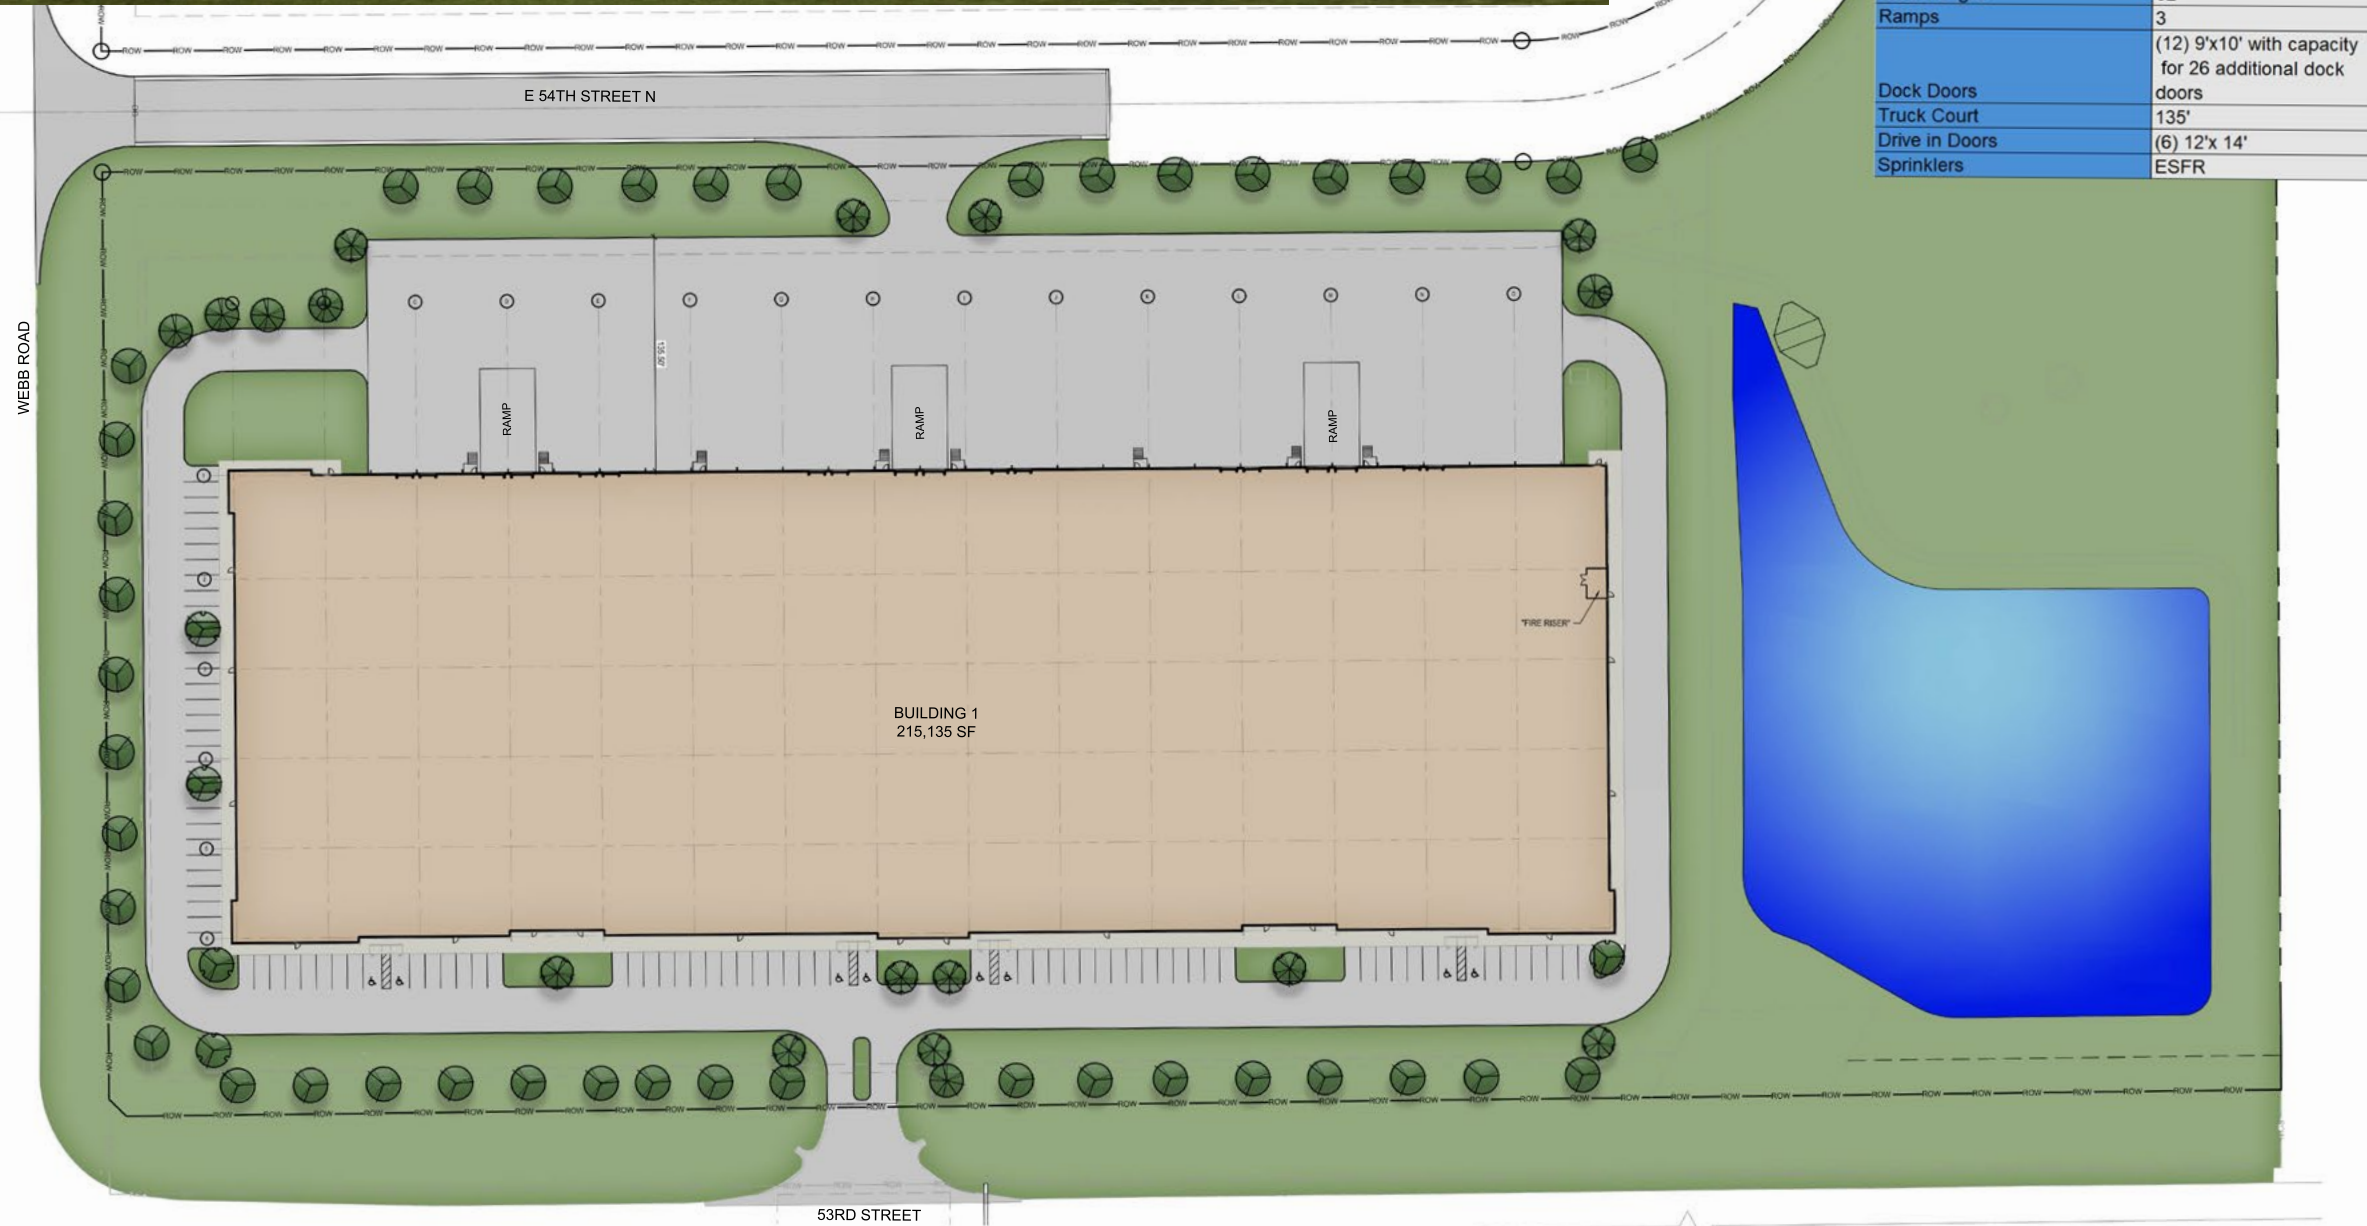 Ramps 3
(12) 9'x10' with capacity
for 26 additional dock
Dock Doors doors
Truck Court 135'
Drive in Doors (6) 12'x 14'
Sprinklers ESFR
E 54TH STREET N
WEBB ROAD
RAMP
RAMP
RAMP
"FIRE RISER"
BUILDING 1
215,135 SF
53RD STREET
ROW